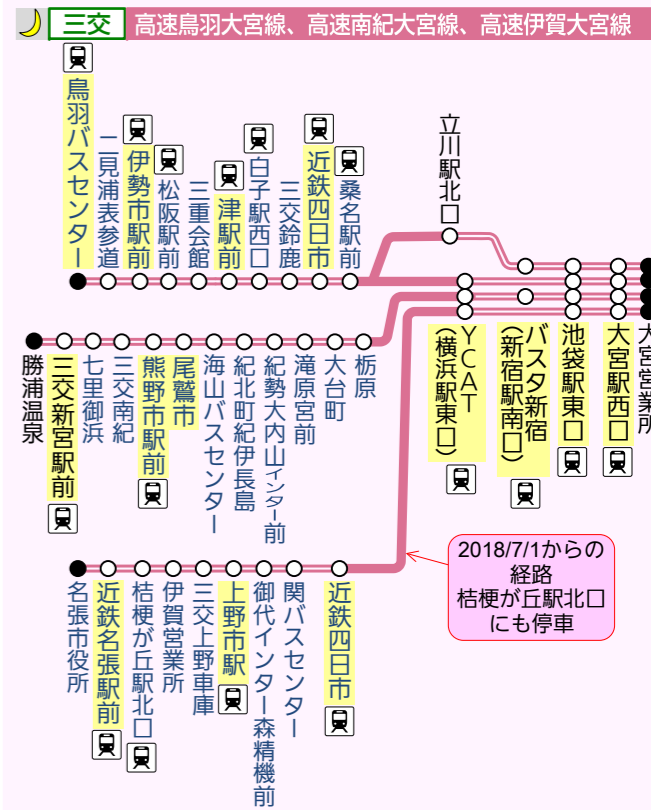 三交 高速鳥羽大宮線、高速南紀大宮線、高速伊賀大宮線
鳥羽バスセンター
二見浦表参道
伊勢市駅前
松阪駅前
三重会館
津駅前
白子駅西口
三交鈴鹿
近鉄四日市
桑名駅前
立川駅北口
勝浦温泉
三交新宮駅前
七里御浜
三交南紀
熊野市駅前
尾鷲市
海山バスセンター
紀北町紀伊長島
紀勢大内山インター前
滝原宮前
大台町
栃原
YCAT
(横浜駅東口)
バスタ新宿
(新宿駅南口)
池袋駅東口
大宮駅西口
大宮営業所
名張市役所
近鉄名張駅前
桔梗が丘駅北口
伊賀営業所
三交上野車庫
上野市駅
御代インター森精機前
関バスセンター
近鉄四日市
2018/7/1からの
経路
桔梗が丘駅北口
にも停車